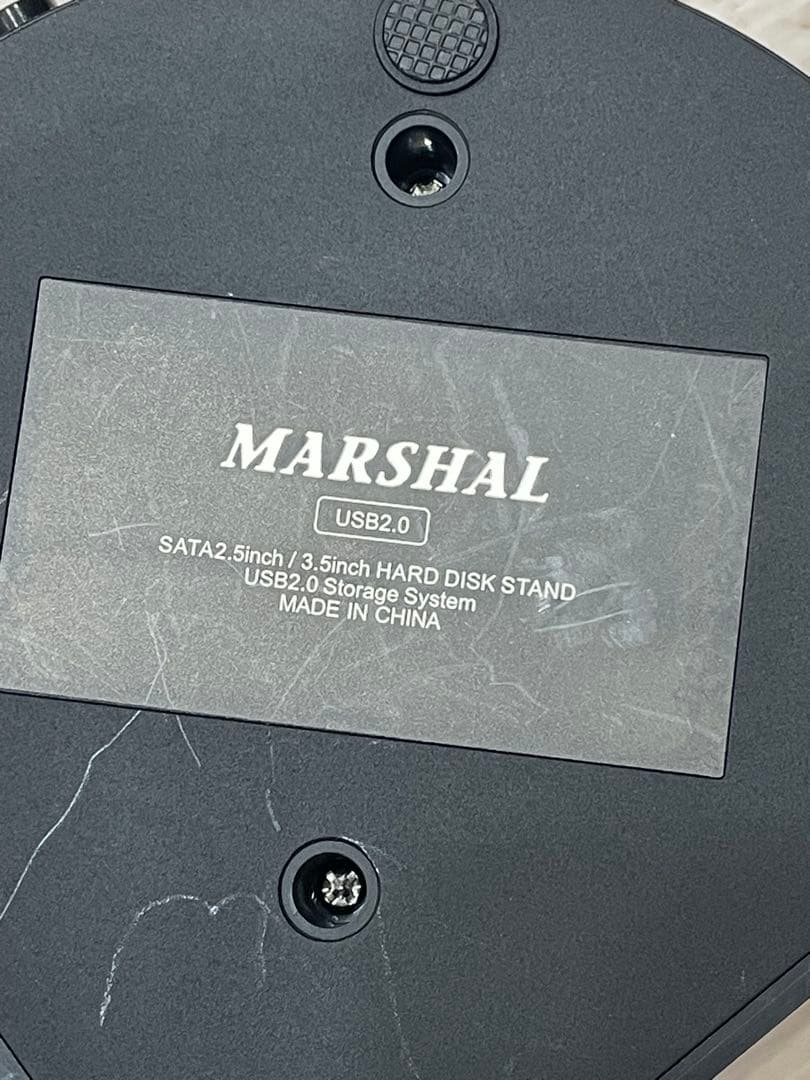 MARSHAL
USB2.0
SATA2.5inch / 3.5inch HARD DISK STAND
USB2.0 Storage System
MADE IN CHINA